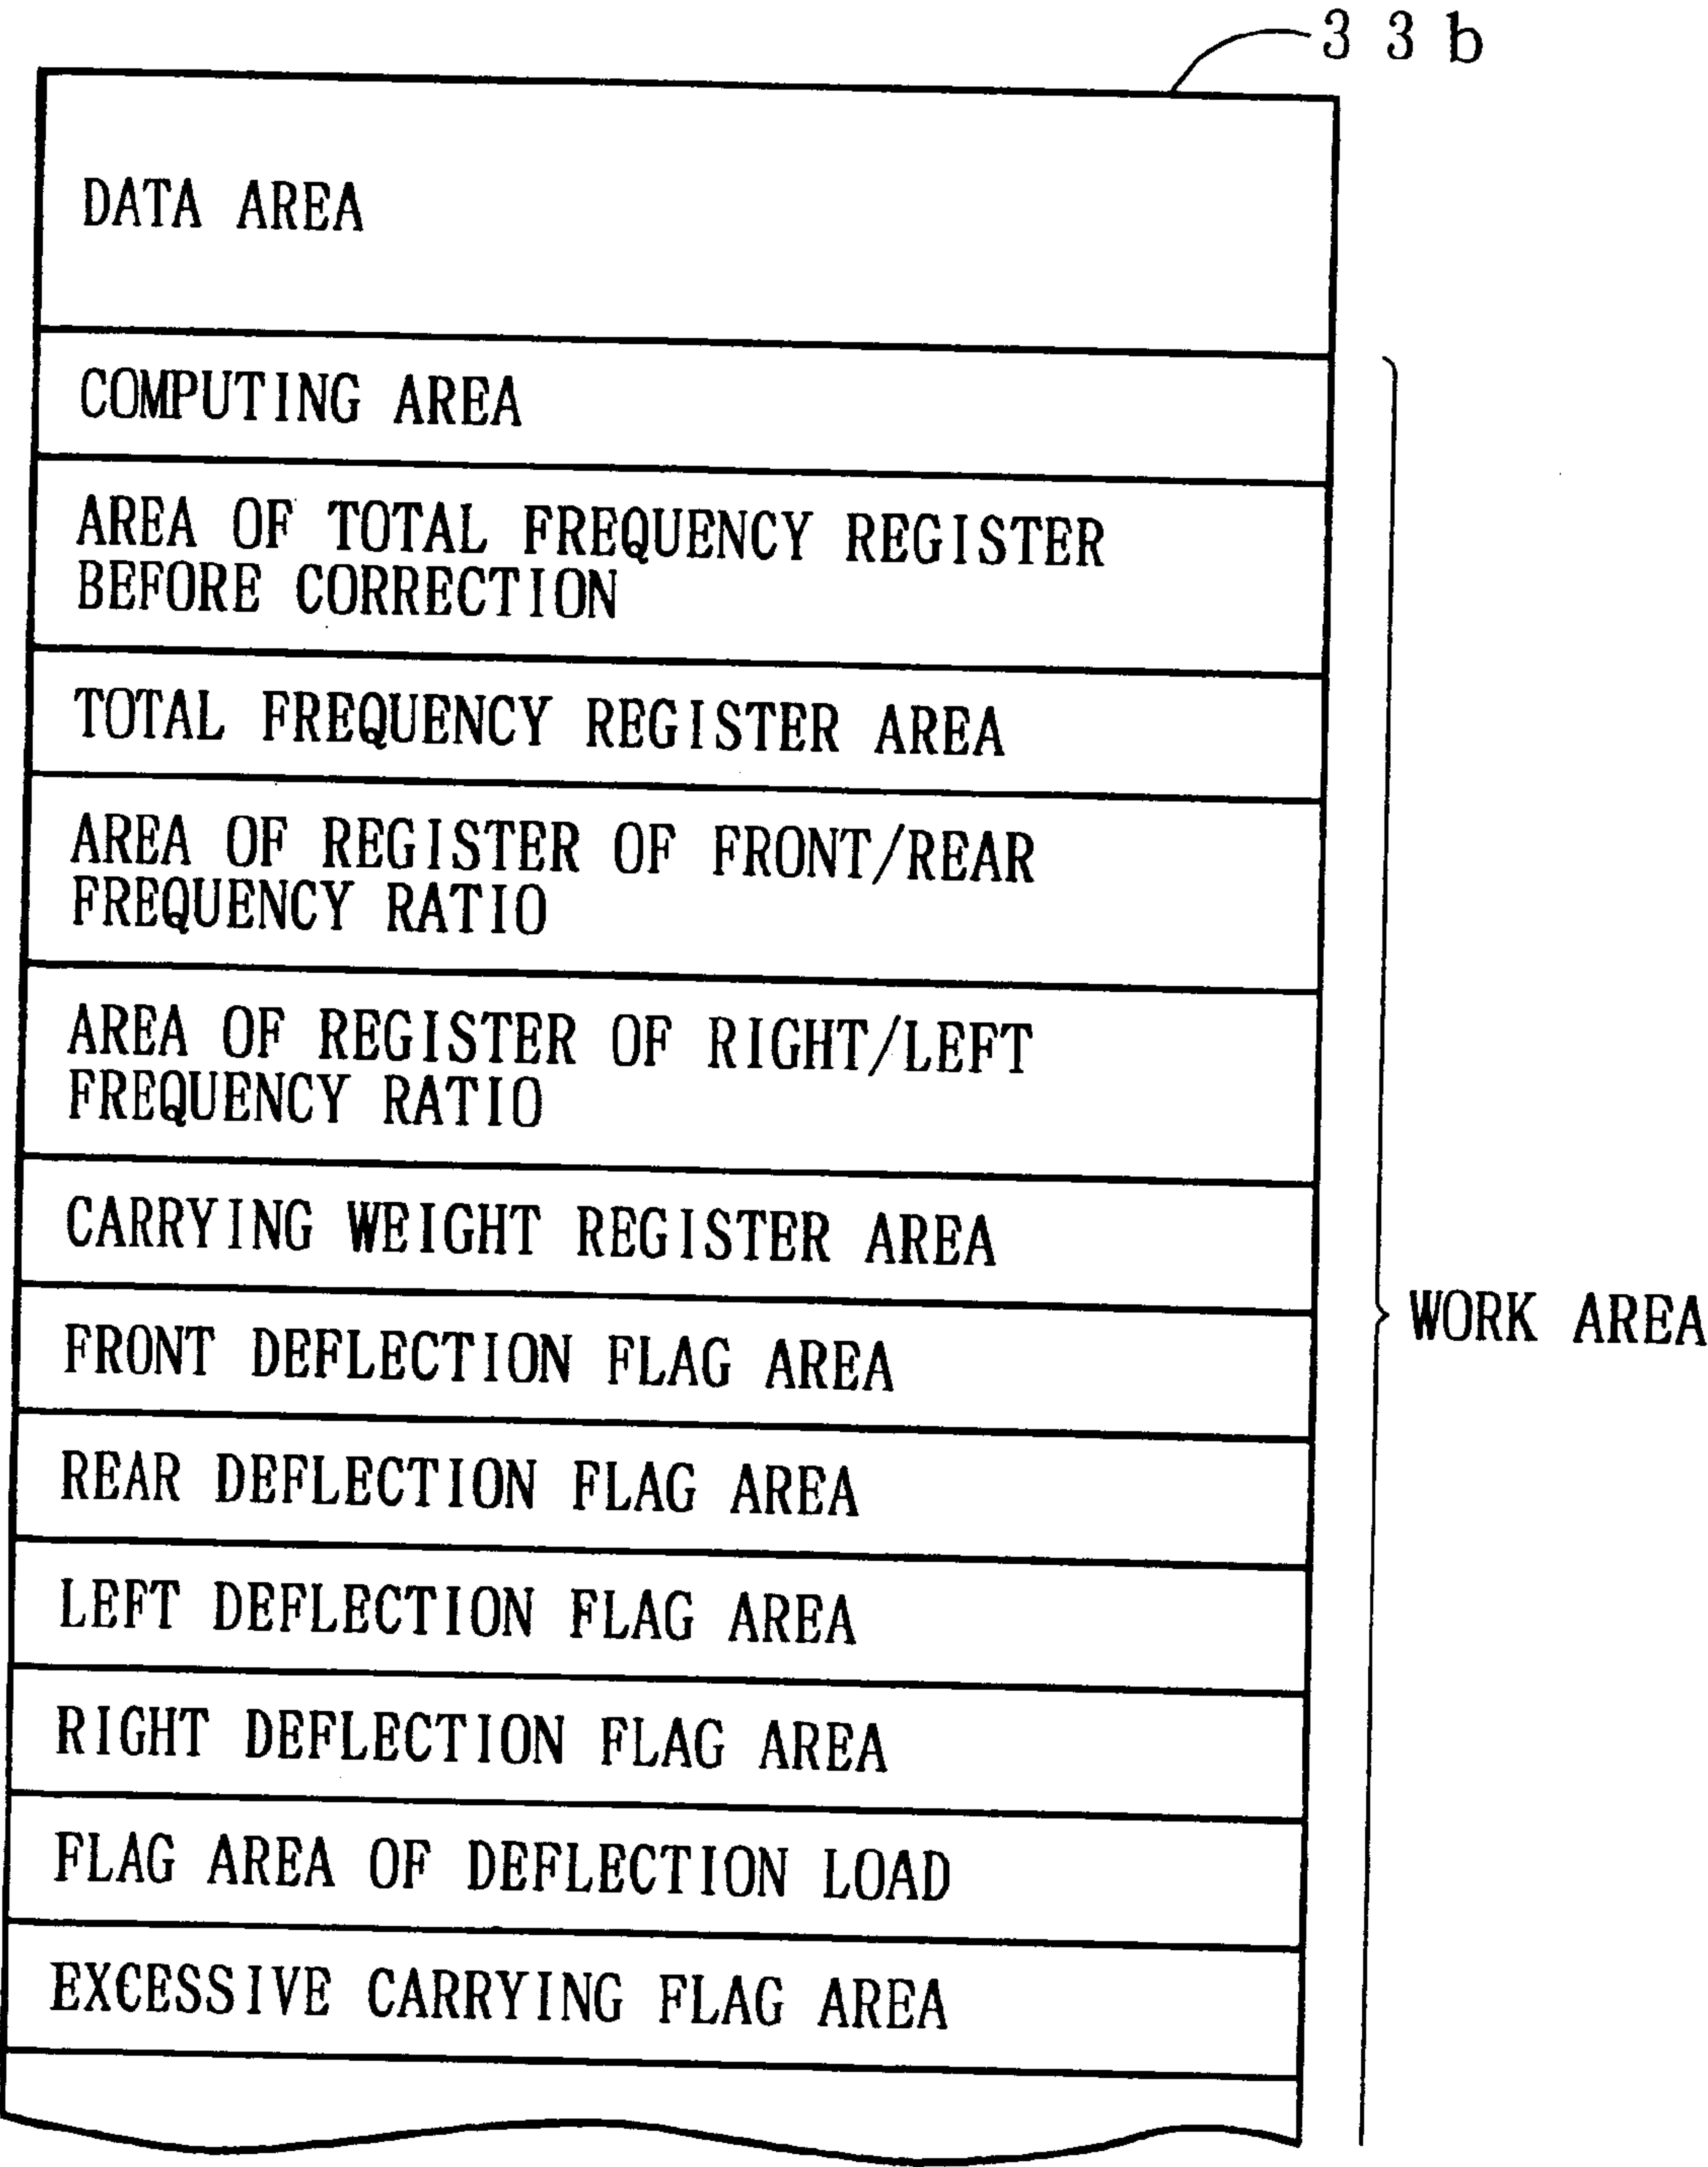 33b
DATA AREA
COMPUTING AREA
AREA OF TOTAL FREQUENCY REGISTER
BEFORE CORRECTION
TOTAL FREQUENCY REGISTER AREA
AREA OF REGISTER OF FRONT/REAR
FREQUENCY RATIO
AREA OF REGISTER OF RIGHT/LEFT
FREQUENCY RATIO
CARRYING WEIGHT REGISTER AREA
FRONT DEFLECTION FLAG AREA
REAR DEFLECTION FLAG AREA
LEFT DEFLECTION FLAG AREA
RIGHT DEFLECTION FLAG AREA
FLAG AREA OF DEFLECTION LOAD
EXCESSIVE CARRYING FLAG AREA
WORK AREA